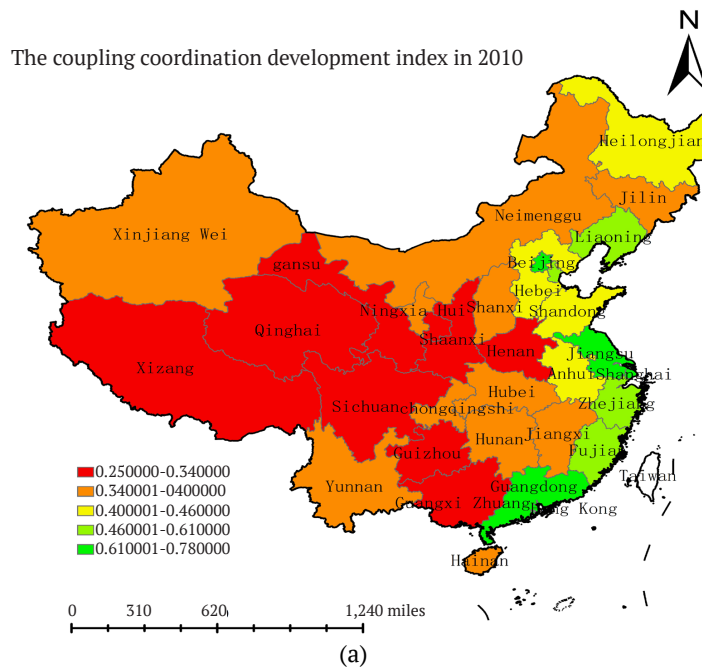 N
The coupling coordination development index in 2010
Heilongjian
Jilin
Neimenggu
Liaoning
Xinjiang Wei
Beijing
gansu
Hebei
Ningxia Hui
Shanxi
Shandong
Qinghai
Shaanxi
Henan
Jiangsu
Xizang
Anhui
Shanghai
Hubei
Sichuan
chongqingshi
Zhejiang
Hunan
Jiangxi
Guizhou
Fujian
Taiwan
Yunnan
Guangdong
Guangxi Zhuang
Kong
Hainan
0.250000-0.340000
0.340001-0400000
0.400001-0.460000
0.460001-0.610000
0.610001-0.780000
0 310 620 1,240 miles
(a)